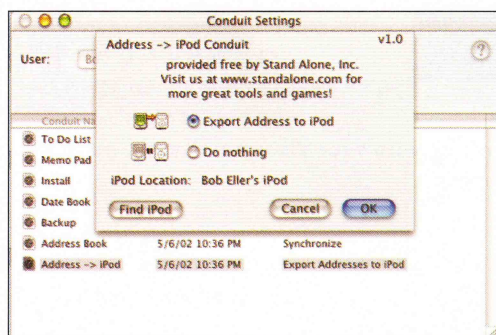 Conduit Settings
User:
Address -> iPod Conduit
v1.0
provided free by Stand Alone, Inc.
Visit us at www.standalone.com for
more great tools and games!
Export Address to iPod
Do nothing
iPod Location: Bob Eller's iPod
Find iPod
Cancel
OK
?
Conduit
To Do List
Memo Pad
Install
Date Book
Backup
Address Book 5/6/02 10:36 PM Synchronize
Address -> iPod 5/6/02 10:36 PM Export Addresses to iPod